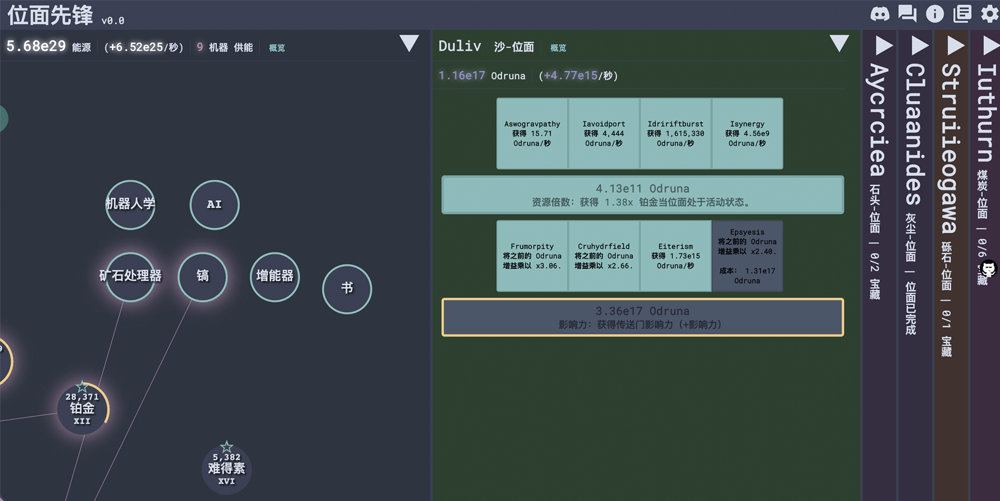 位面先锋 v0.0
5.68e29 能源 (+6.52e25/秒) 9 机器 供能 概览
机器人学
AI
矿石处理器
镐
增能器
书
28,371
铂金
XII
5,382
难得素
XVI
Duliv 沙-位面 概览
1.16e17 Odruna (+4.77e15/秒)
Aswogravpathy
获得 15.71
Odruna/秒
Iavoidport
获得 4,444
Odruna/秒
Idririftburst
获得 1,615,330
Odruna/秒
Isynergy
获得 4.56e9
Odruna/秒
4.13e11 Odruna
资源倍数: 获得 1.38x 铂金当位面处于活动状态。
Frumorpity
将之前的 Odruna
增益乘以 x3.06.
Cruhydrfield
将之前的 Odruna
增益乘以 x2.66.
Eiterism
获得 1.73e15
Odruna/秒
Epsyesis
将之前的 Odruna
增益乘以 x2.40.
成本: 1.31e17
Odruna
3.36e17 Odruna
影响力: 获得传送门影响力 (+影响力)
Aycrciea 石头-位面 | 0/2 宝藏
Cluaanides 灰尘-位面 | 位面已完成
Struiieogawa 砾石-位面 | 0/1 宝藏
Iuthurn 煤炭-位面 | 0/6 宝藏